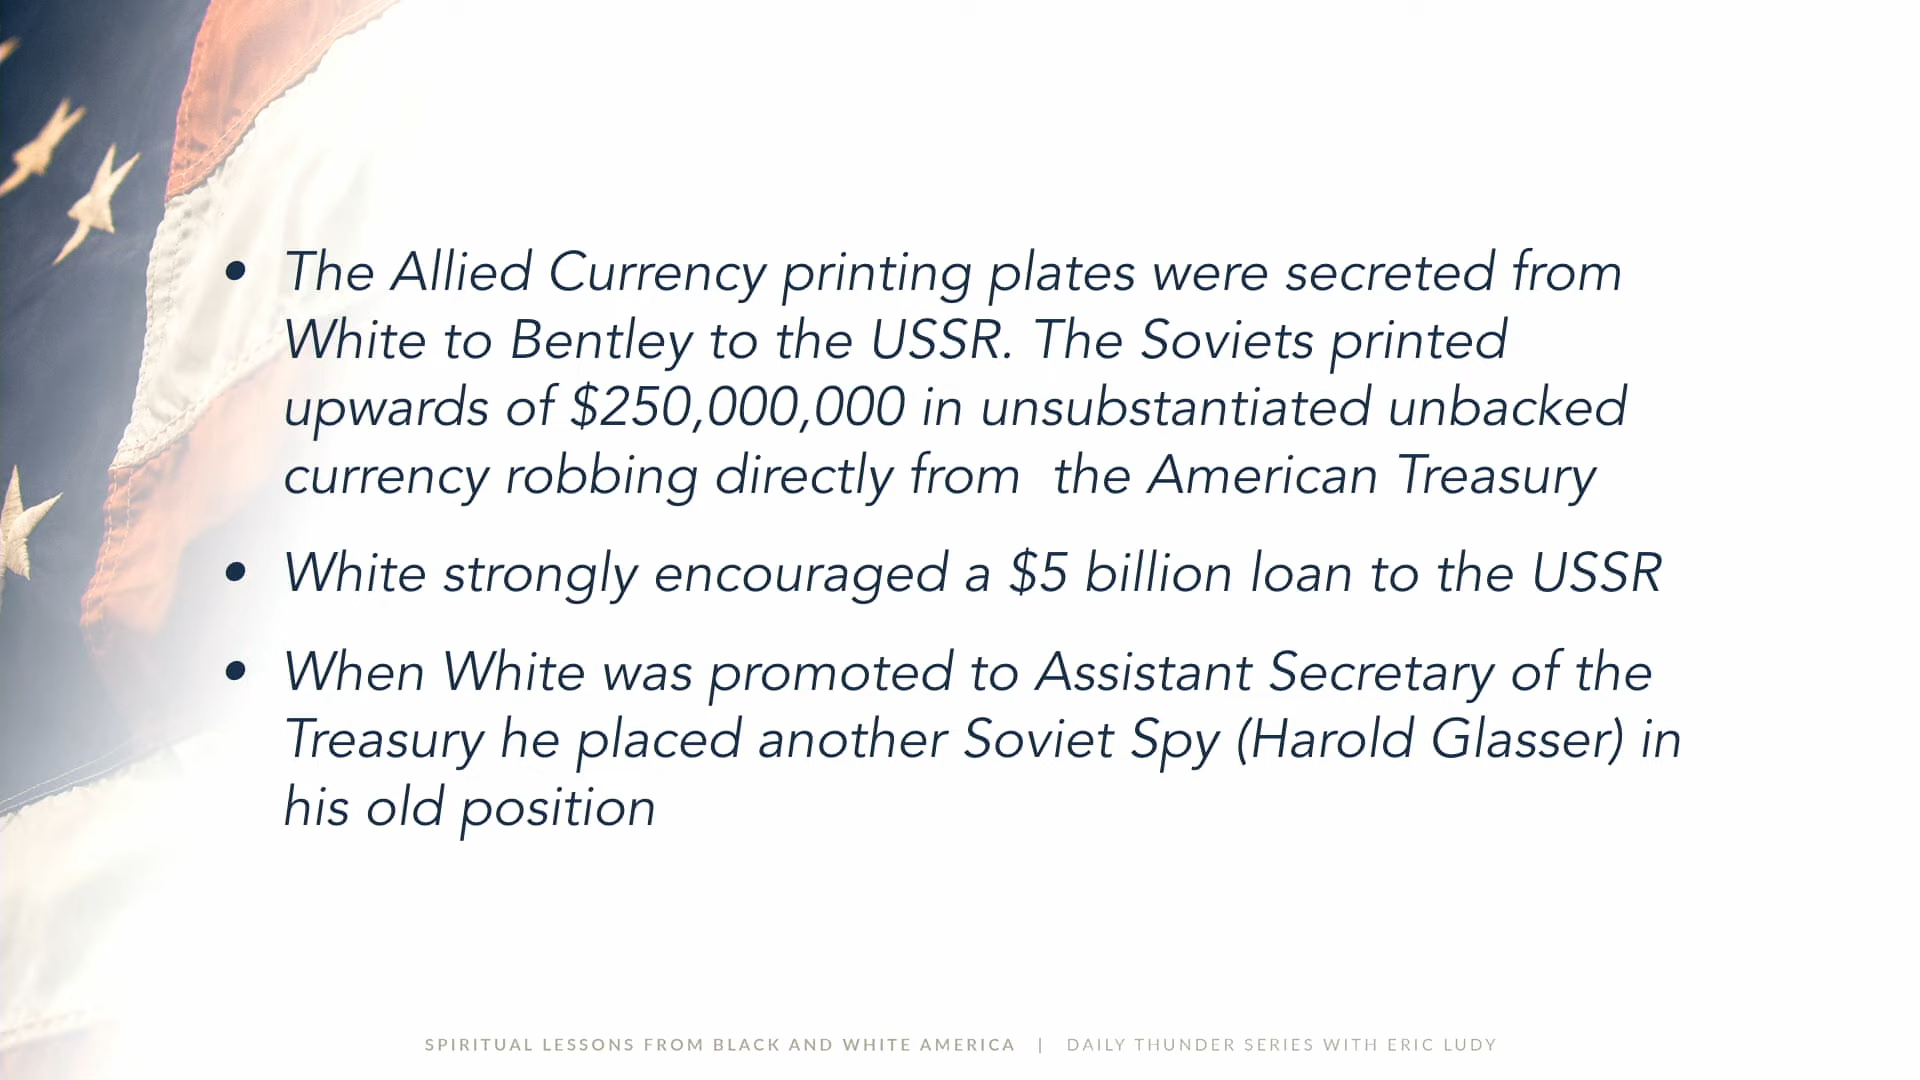 • The Allied Currency printing plates were secreted from
White to Bentley to the USSR. The Soviets printed
upwards of $250,000,000 in unsubstantiated unbacked
currency robbing directly from  the American Treasury
• White strongly encouraged a $5 billion loan to the USSR
• When White was promoted to Assistant Secretary of the
Treasury he placed another Soviet Spy (Harold Glasser) in
his old position
SPIRITUAL LESSONS FROM BLACK AND WHITE AMERICA | DAILY THUNDER SERIES WITH ERIC LUDY